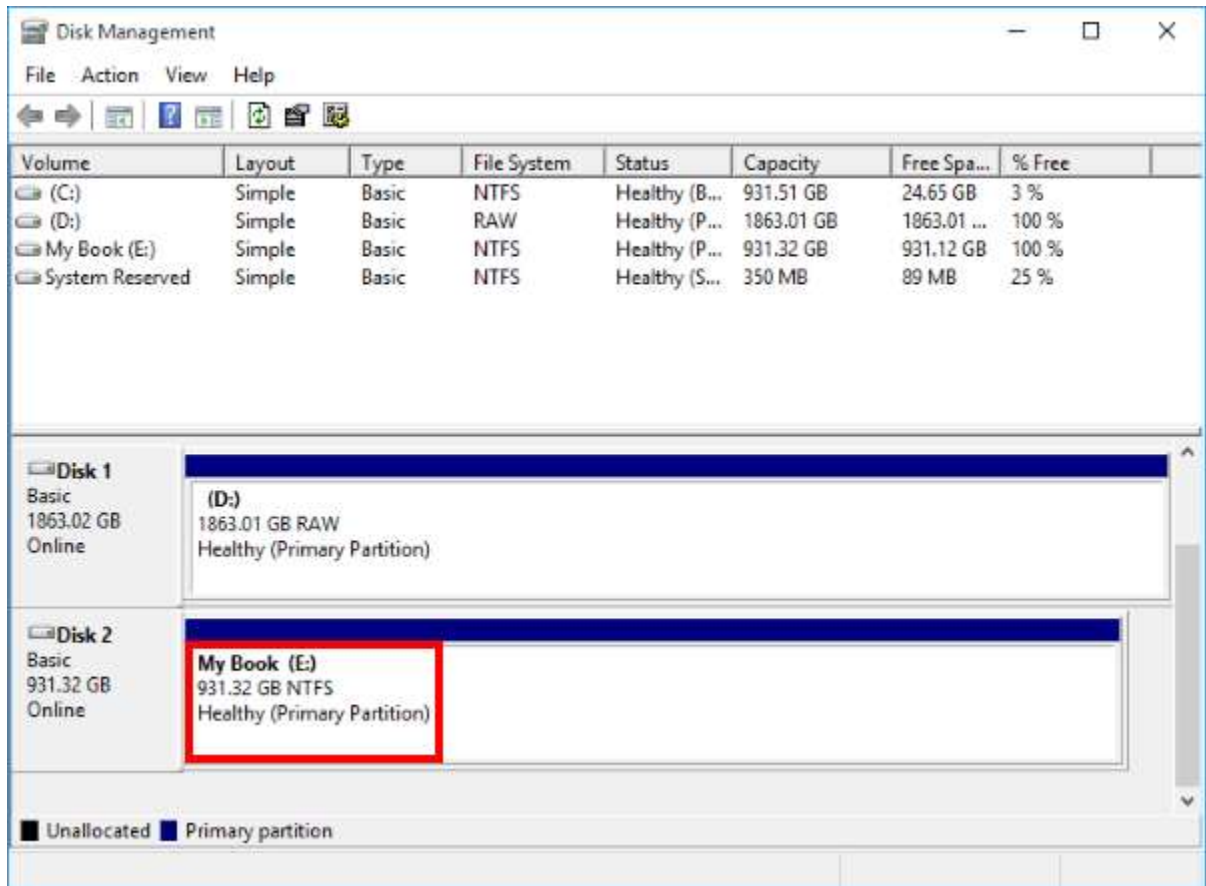 Disk Management
File Action View Help
Volume Layout Type File System Status Capacity Free Spa... % Free
(C:) Simple Basic NTFS Healthy (B... 931.51 GB 24.65 GB 3 %
(D:) Simple Basic RAW Healthy (P... 1863.01 GB 1863.01 ... 100 %
My Book (E:) Simple Basic NTFS Healthy (P... 931.32 GB 931.12 GB 100 %
System Reserved Simple Basic NTFS Healthy (S... 350 MB 89 MB 25 %
Disk 1
Basic
1863.02 GB
Online
(D:)
1863.01 GB RAW
Healthy (Primary Partition)
Disk 2
Basic
931.32 GB
Online
My Book (E:)
931.32 GB NTFS
Healthy (Primary Partition)
Unallocated Primary partition